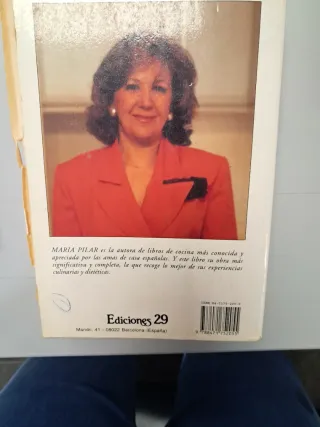 MARIA PILAR es la autora de libros de cocina más conocida y
apreciada por las amas de casa españolas. Y este libro su obra más
significativa y completa, la que recoge lo mejor de sus experiencias
culinarias y dietéticas.
Ediciones 29
08022 Barcelona (España)